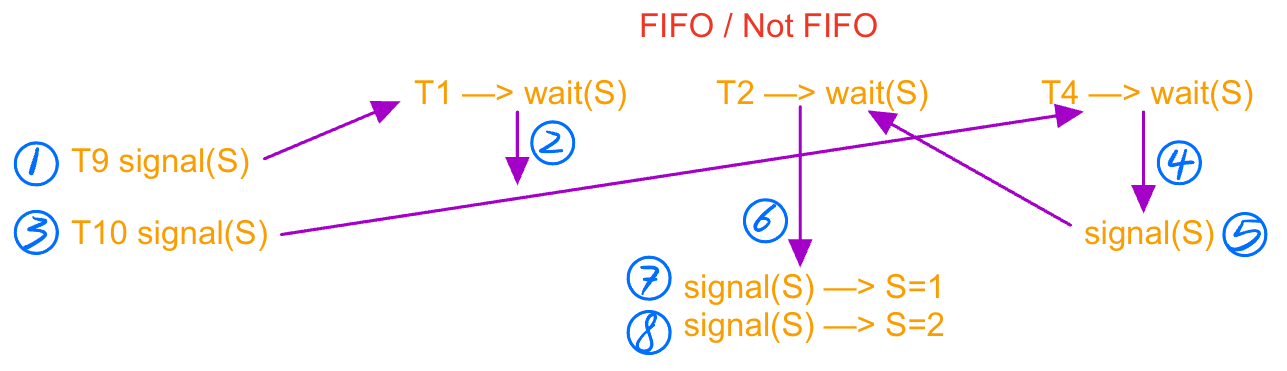 FIFO / Not FIFO
T1 —> wait(S) T2 —> wait(S) T4 —> wait(S)
1 T9 signal(S) 2 4
3 T10 signal(S) 6 signal(S) 5
7 signal(S) —> S=1
8 signal(S) —> S=2